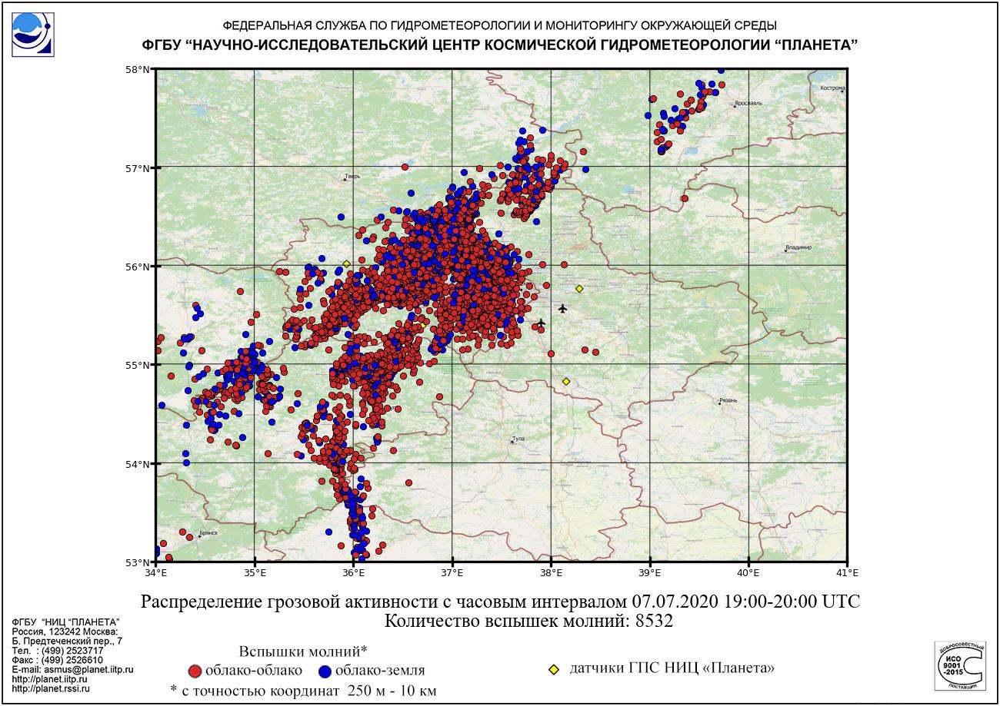 ФЕДЕРАЛЬНАЯ СЛУЖБА ПО ГИДРОМЕТЕОРОЛОГИИ И МОНИТОРИНГУ ОКРУЖАЮЩЕЙ СРЕДЫ
ФГБУ “НАУЧНО-ИССЛЕДОВАТЕЛЬСКИЙ ЦЕНТР КОСМИЧЕСКОЙ ГИДРОМЕТЕОРОЛОГИИ “ПЛАНЕТА”
58°N
Кострома
Ярославль
57°N
Тверь
Владимир
56°N
55°N
Рязань
Тула
54°N
Брянск
53°N
34°E 35°E 36°E 37°E 38°E 39°E 40°E 41°E
Распределение грозовой активности с часовым интервалом 07.07.2020 19:00-20:00 UTC
Количество вспышек молний: 8532
ФГБУ "НИЦ "ПЛАНЕТА"
Россия, 123242 Москва:
Б. Предтеченский пер., 7
Тел. : (499) 2523717
Факс : (499) 2526610
E-mail: asmus@planet.iitp.ru
http://planet.iitp.ru
http://planet.rssi.ru
Вспышки молний*
облако-облако облако-земля
* с точностью координат 250 м - 10 км
датчики ГПС НИЦ «Планета»
ДОБРОСОВЕСТНЫЙ
ИСО
9001
-2015
ПОСТАВЩИК